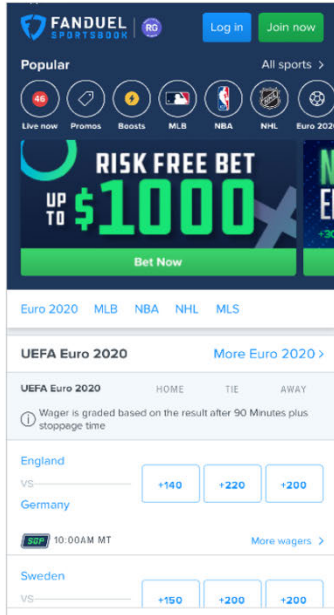 FANDUEL
SPORTSBOOK
RG
Log in
Join now
Popular
All sports >
46
Live now Promos Boosts MLB NBA NHL Euro 2020
RISK FREE BET
UP TO $1000
Bet Now
Euro 2020 MLB NBA NHL MLS
UEFA Euro 2020 More Euro 2020 >
UEFA Euro 2020 HOME TIE AWAY
Wager is graded based on the result after 90 Minutes plus
stoppage time
England
VS
+140 +220 +200
Germany
SGP 10:00AM MT More wagers >
Sweden
VS
+150 +200 +200